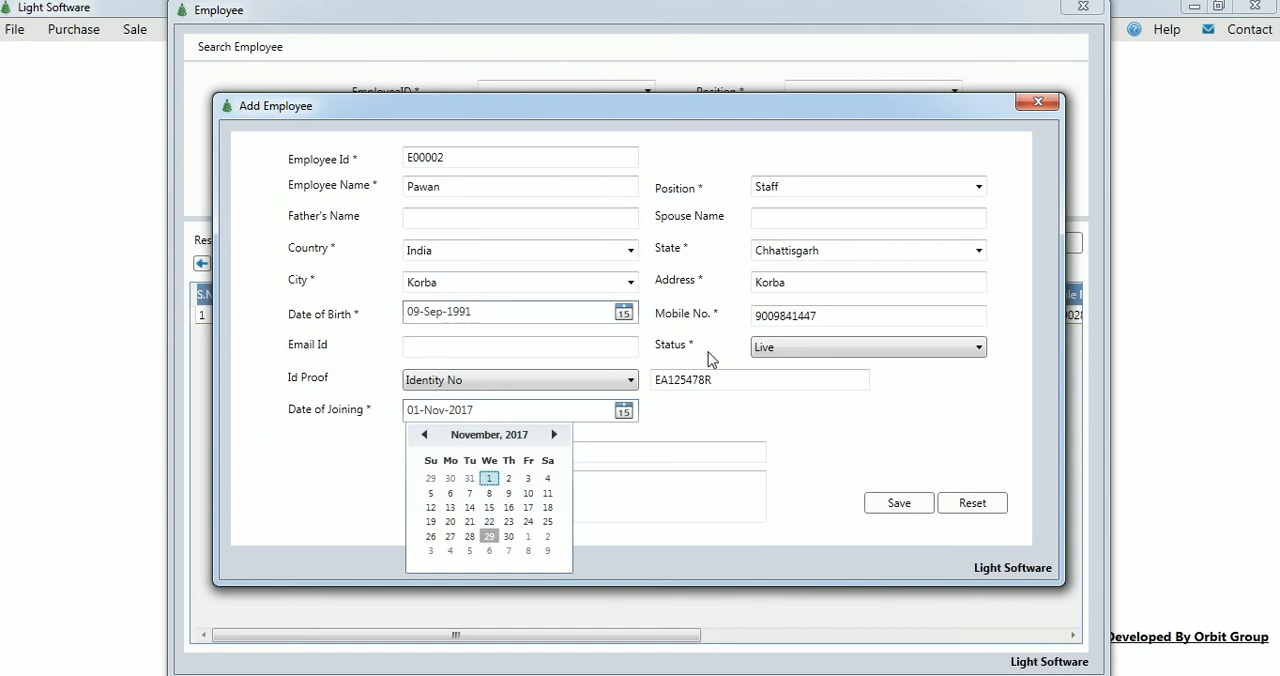 Light Software
Employee
File Purchase Sale
Help Contact
Search Employee
EmployeeID * Position *
Add Employee
Employee Id * E00002
Employee Name * Pawan Position * Staff
Father's Name Spouse Name
Country * India State * Chhattisgarh
City * Korba Address * Korba
Date of Birth * 09-Sep-1991 15 Mobile No. * 9009841447
Email Id Status * Live
Id Proof Identity No EA125478R
Date of Joining * 01-Nov-2017 15
November, 2017
Su Mo Tu We Th Fr Sa
29 30 31 1 2 3 4
5 6 7 8 9 10 11
12 13 14 15 16 17 18
19 20 21 22 23 24 25
26 27 28 29 30 1 2
3 4 5 6 7 8 9
Save Reset
Light Software
Res
S.N
1
Developed By Orbit Group
Light Software